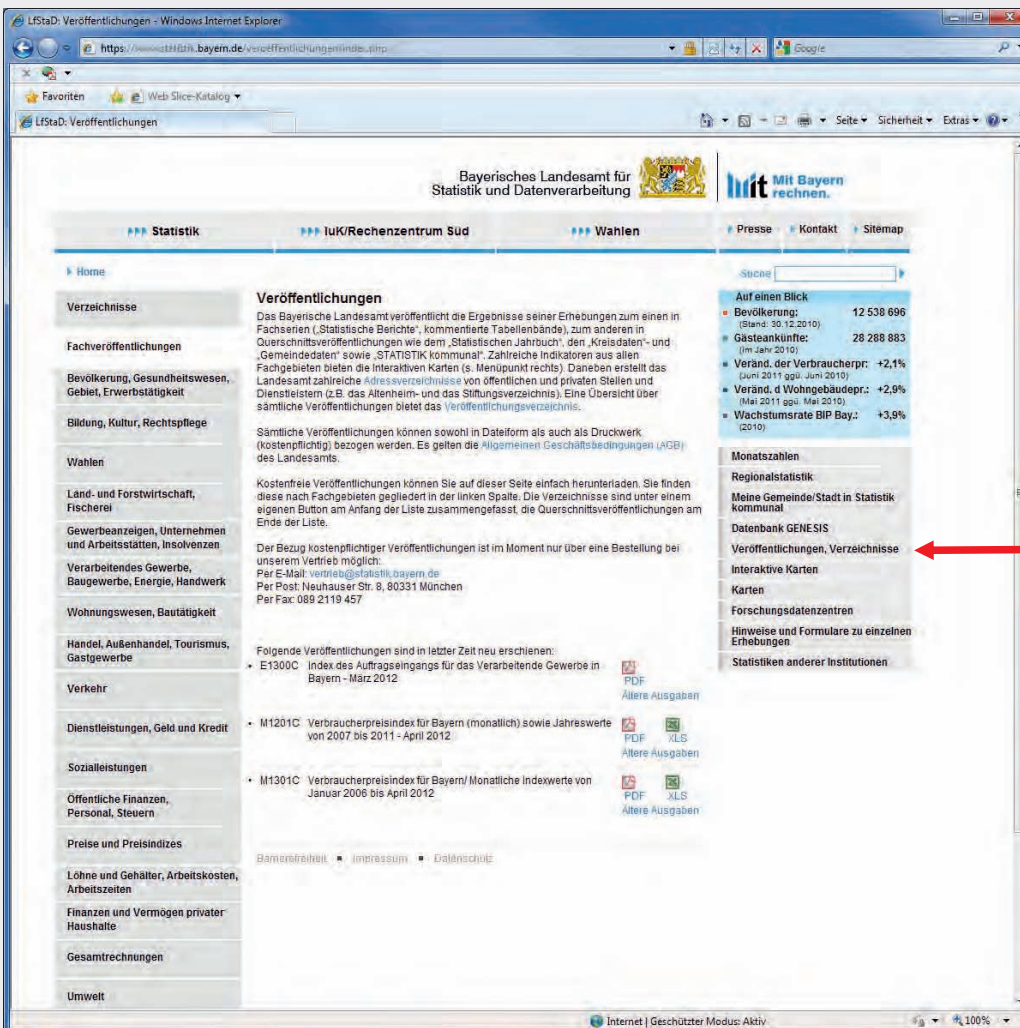 LfStaD: Veröffentlichungen - Windows Internet Explorer
https://
.bayern.de/veroeffentlichungen/index.php
Google
Favoriten
Web Slice-Katalog
LfStaD: Veröffentlichungen
Seite
Sicherheit
Extras
Bayerisches Landesamt für
Statistik und Datenverarbeitung
Mit Bayern
rechnen.
Statistik
IuK/Rechenzentrum Süd
Wahlen
Presse
Kontakt
Sitemap
Home
Suche
Verzeichnisse
Fachveröffentlichungen
Bevölkerung, Gesundheitswesen,
Gebiet, Erwerbstätigkeit
Bildung, Kultur, Rechtspflege
Wahlen
Land- und Forstwirtschaft,
Fischerei
Gewerbeanzeigen, Unternehmen
und Arbeitsstätten, Insolvenzen
Verarbeitendes Gewerbe,
Baugewerbe, Energie, Handwerk
Wohnungswesen, Bautätigkeit
Handel, Außenhandel, Tourismus,
Gastgewerbe
Verkehr
Dienstleistungen, Geld und Kredit
Sozialleistungen
Öffentliche Finanzen,
Personal, Steuern
Preise und Preisindizes
Löhne und Gehälter, Arbeitskosten,
Arbeitszeiten
Finanzen und Vermögen privater
Haushalte
Gesamtrechnungen
Umwelt
Veröffentlichungen
Das Bayerische Landesamt veröffentlicht die Ergebnisse seiner Erhebungen zum einen in
Fachserien („Statistische Berichte“, kommentierte Tabellenbände), zum anderen in
Querschnittsveröffentlichungen wie dem „Statistischen Jahrbuch“, den „Kreisdaten“- und
„Gemeindedaten“ sowie „STATISTIK kommunal“. Zahlreiche Indikatoren aus allen
Fachgebieten bieten die Interaktiven Karten (s. Menüpunkt rechts). Daneben erstellt das
Landesamt zahlreiche Adressverzeichnisse von öffentlichen und privaten Stellen und
Dienstleistern (z.B. das Altenheim- und das Stiftungsverzeichnis). Eine Übersicht über
sämtliche Veröffentlichungen bietet das Veröffentlichungsverzeichnis.
Sämtliche Veröffentlichungen können sowohl in Dateiform als auch als Druckwerk
(kostenpflichtig) bezogen werden. Es gelten die Allgemeinen Geschäftsbedingungen (AGB)
des Landesamts.
Kostenfreie Veröffentlichungen können Sie auf dieser Seite einfach herunterladen. Sie finden
diese nach Fachgebieten gegliedert in der linken Spalte. Die Verzeichnisse sind unter einem
eigenen Button am Anfang der Liste zusammengefasst, die Querschnittsveröffentlichungen am
Ende der Liste.
Der Bezug kostenpflichtiger Veröffentlichungen ist im Moment nur über eine Bestellung bei
unserem Vertrieb möglich:
Per E-Mail: vertrieb@statistik.bayern.de
Per Post: Neuhauser Str. 8, 80331 München
Per Fax: 089 2119 457
Folgende Veröffentlichungen sind in letzter Zeit neu erschienen:
• E1300C Index des Auftragseingangs für das Verarbeitende Gewerbe in
Bayern - März 2012
PDF
Ältere Ausgaben
• M1201C Verbraucherpreisindex für Bayern (monatlich) sowie Jahreswerte
von 2007 bis 2011 - April 2012
PDF XLS
Ältere Ausgaben
• M1301C Verbraucherpreisindex für Bayern/ Monatliche Indexwerte von
Januar 2006 bis April 2012
PDF XLS
Ältere Ausgaben
Barrierefreiheit ▪ Impressum ▪ Datenschutz
Auf einen Blick
Bevölkerung: 12 538 696
(Stand: 30.12.2010)
Gästeankünfte: 28 288 883
(im Jahr 2010)
Veränd. der Verbraucherpr: +2,1%
(Juni 2011 ggü. Juni 2010)
Veränd. d Wohngebäudepr.: +2,9%
(Mai 2011 ggü. Mai 2010)
Wachstumsrate BIP Bay.: +3,9%
(2010)
Monatszahlen
Regionalstatistik
Meine Gemeinde/Stadt in Statistik
kommunal
Datenbank GENESIS
Veröffentlichungen, Verzeichnisse
Interaktive Karten
Karten
Forschungsdatenzentren
Hinweise und Formulare zu einzelnen
Erhebungen
Statistiken anderer Institutionen
Internet | Geschützter Modus: Aktiv
100%